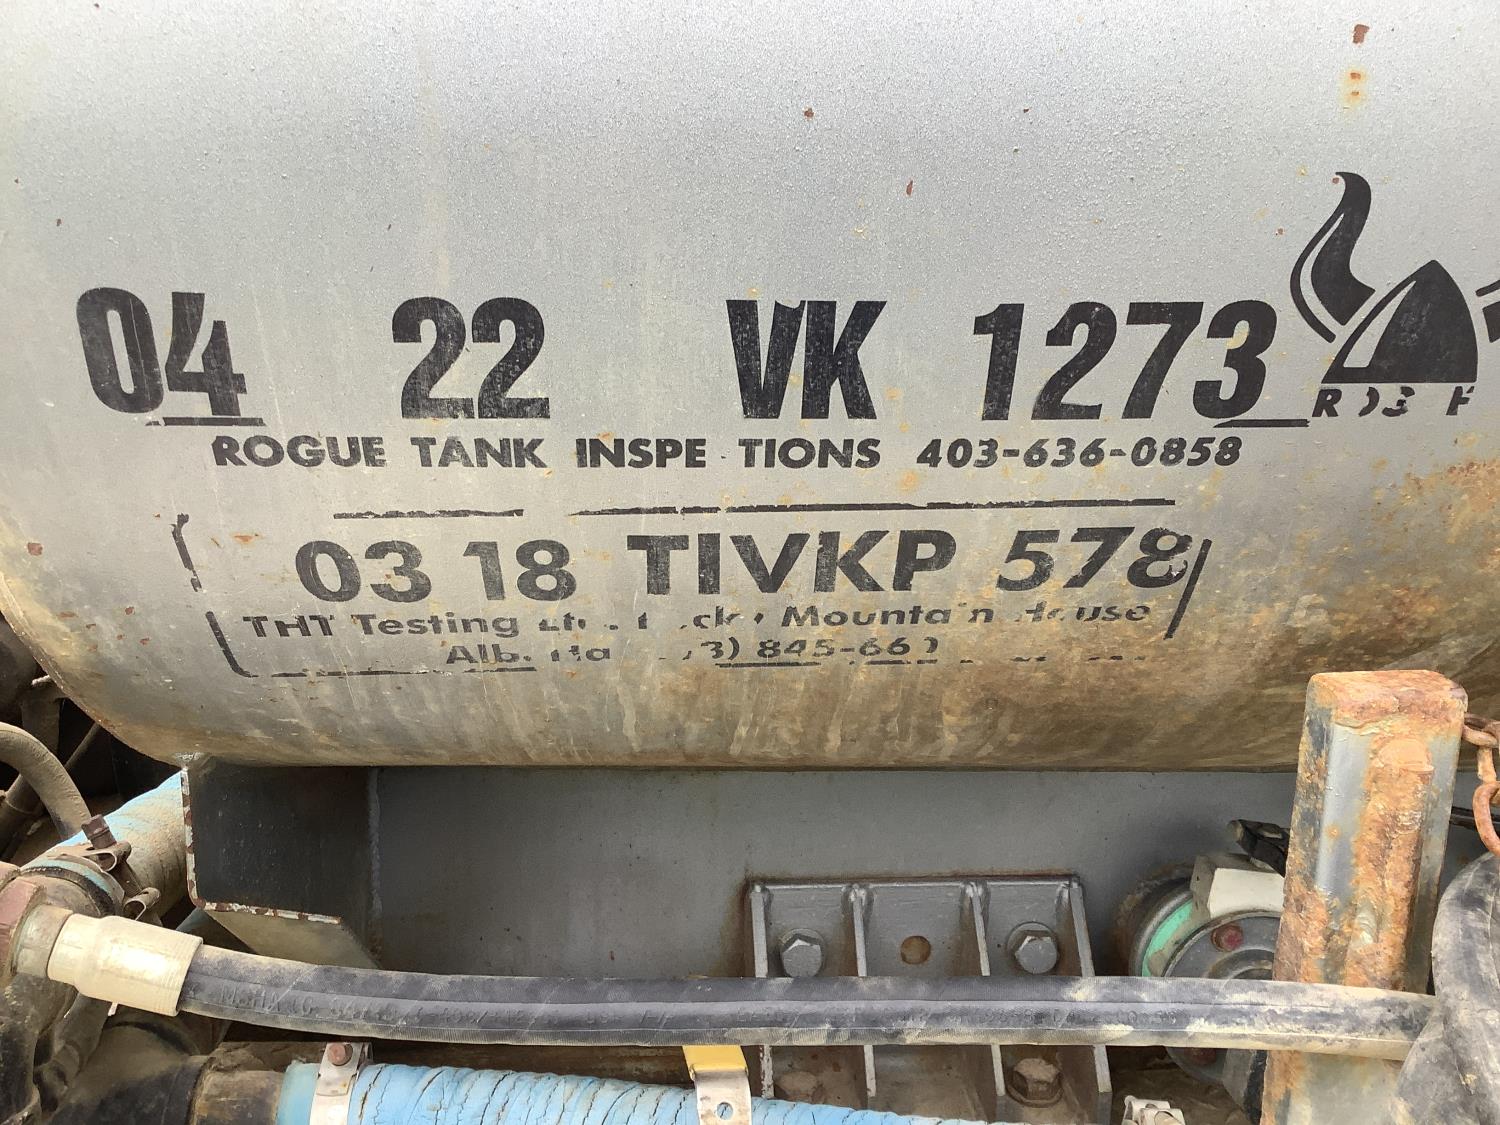 04 22 VK 1273
ROGUE TANK INSPE TIONS 403-636-0858
03 18 TIVKP 578
THT Testing Mountain House
845-66